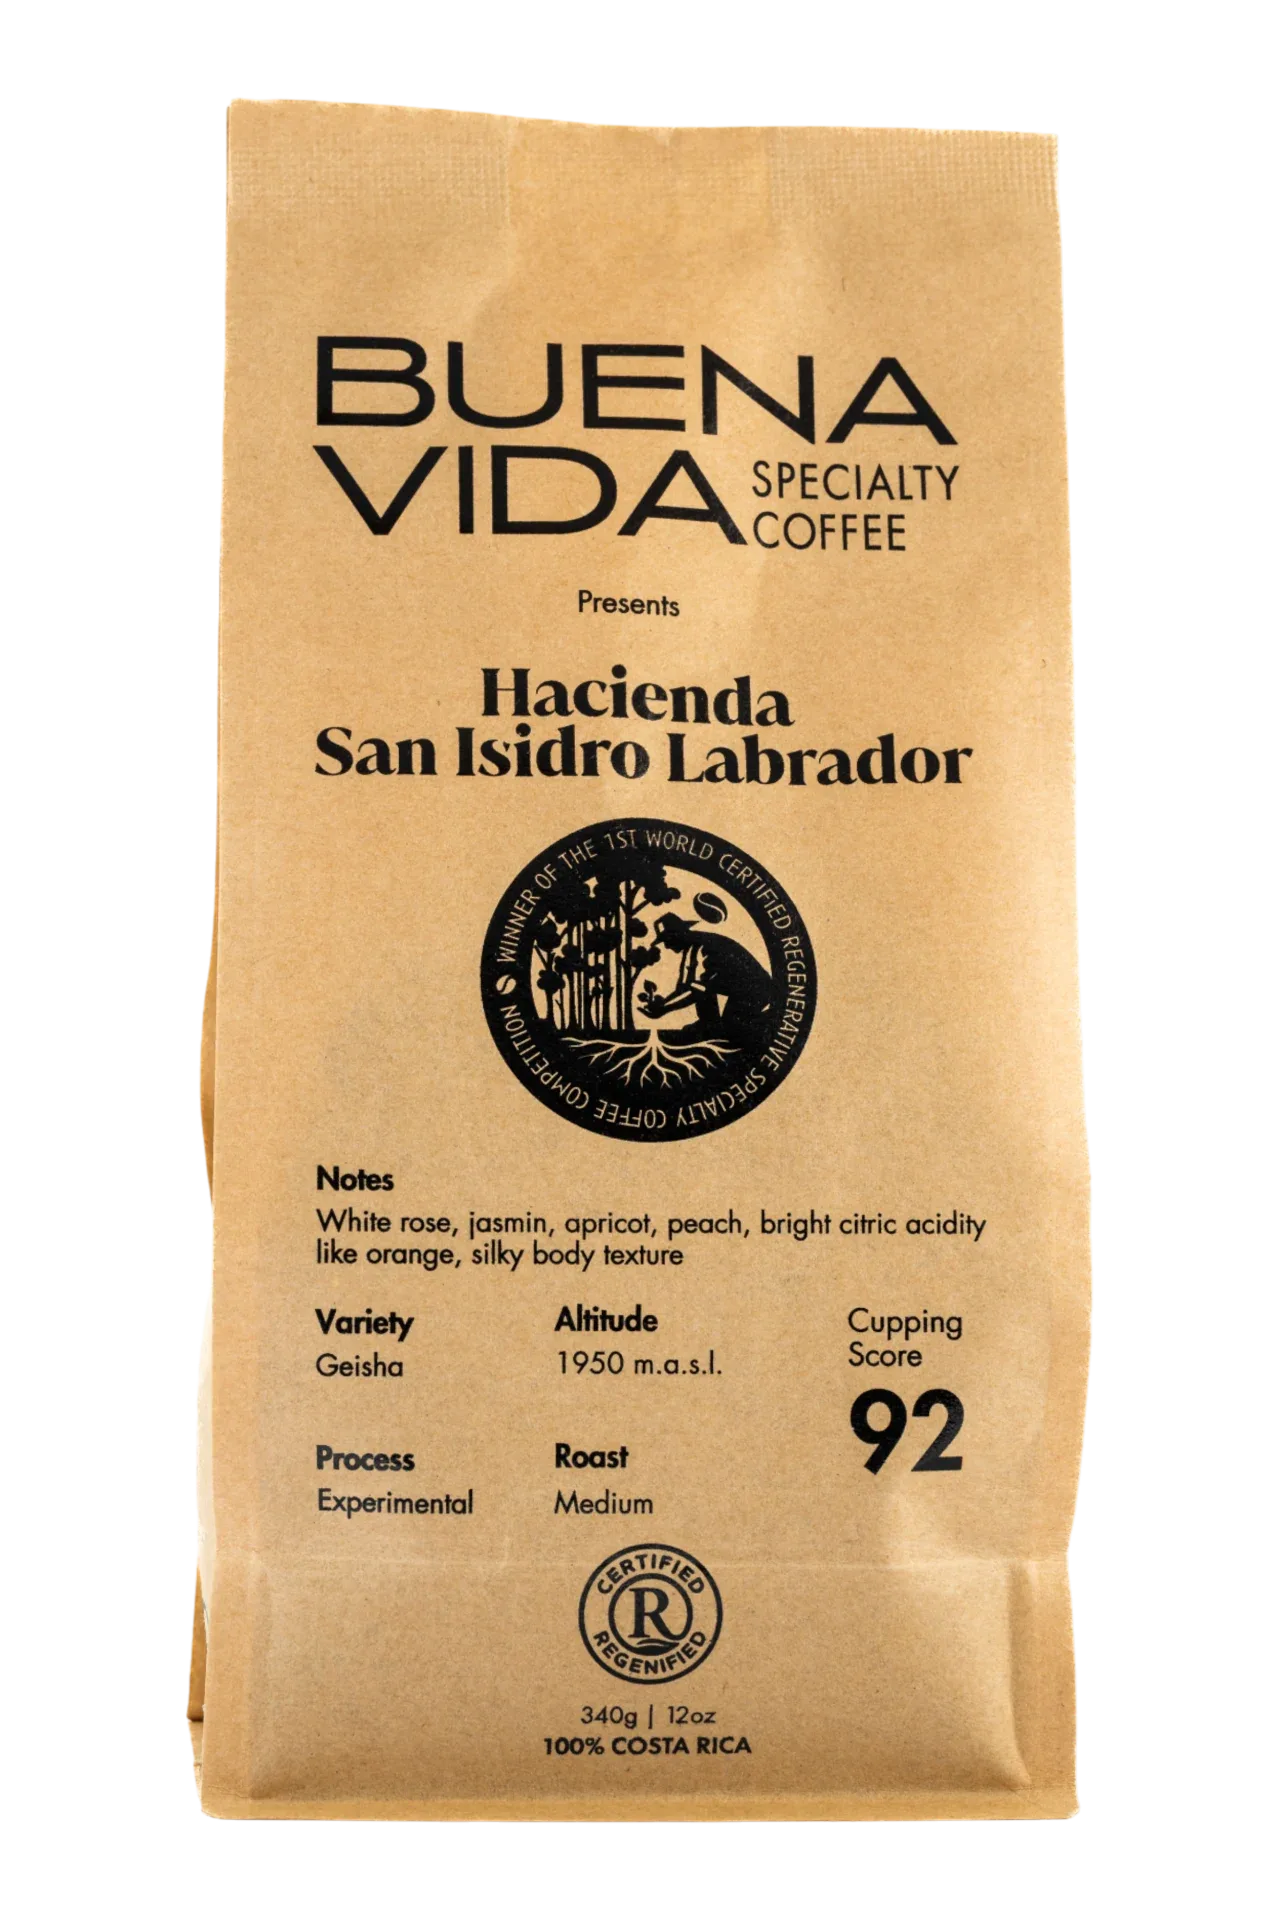 BUENA
VIDA SPECIALTY
COFFEE
Presents
Hacienda
San Isidro Labrador
WINNER OF THE 1ST WORLD CERTIFIED REGENERATIVE SPECIALTY COFFEE COMPETITION
Notes
White rose, jasmin, apricot, peach, bright citric acidity
like orange, silky body texture
Variety
Geisha
Altitude
1950 m.a.s.l.
Cupping
Score
92
Process
Experimental
Roast
Medium
CERTIFIED
R
REGENIFIED
340g | 12oz
100% COSTA RICA